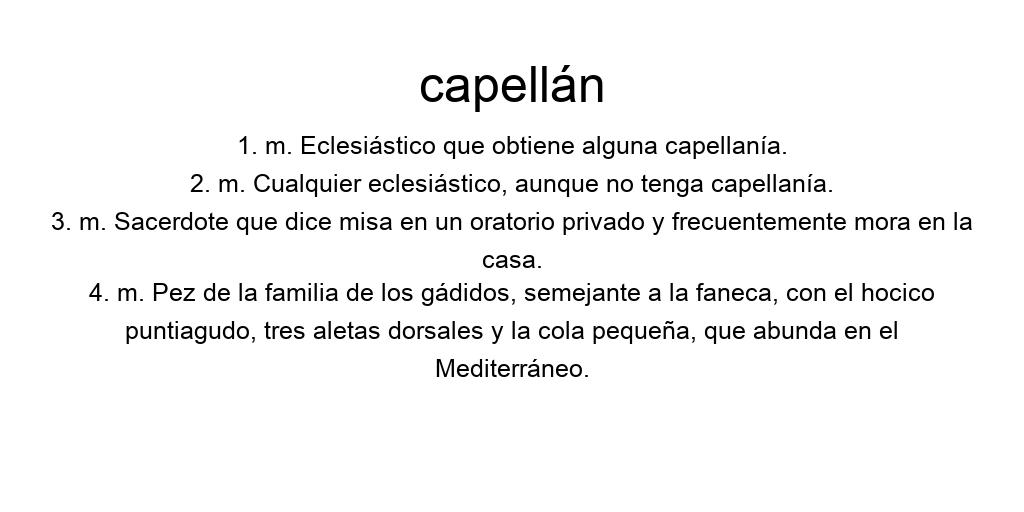 capellán
1. m. Eclesiástico que obtiene alguna capellanía.
2. m. Cualquier eclesiástico, aunque no tenga capellanía.
3. m. Sacerdote que dice misa en un oratorio privado y frecuentemente mora en la
casa.
4. m. Pez de la familia de los gádidos, semejante a la faneca, con el hocico
puntiagudo, tres aletas dorsales y la cola pequeña, que abunda en el
Mediterráneo.